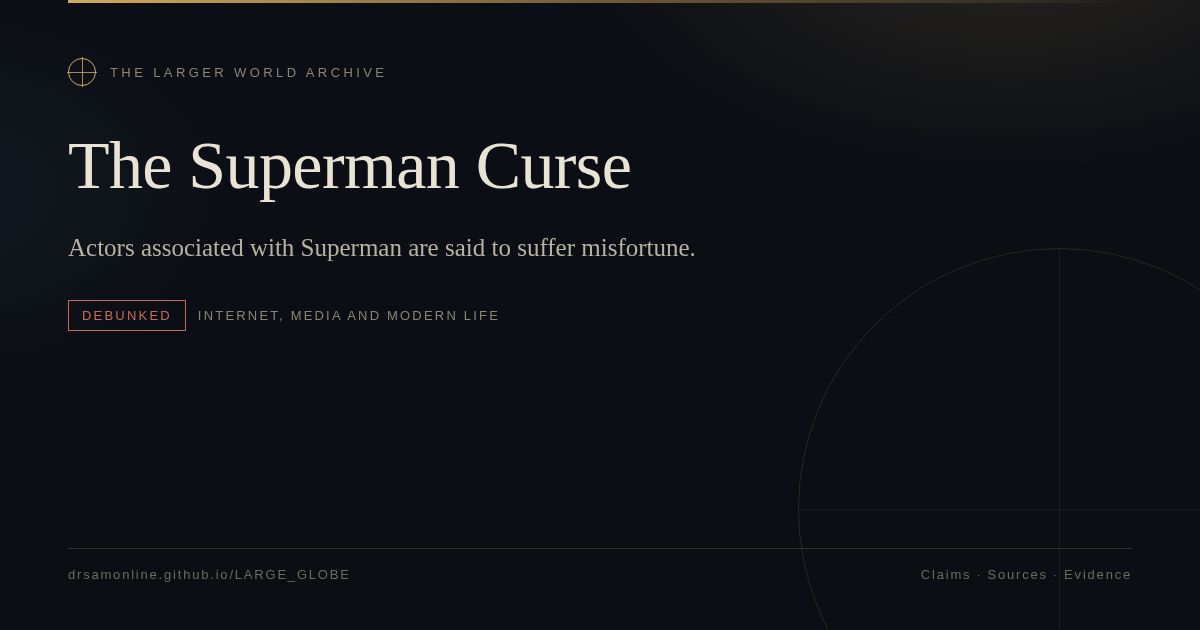 THE LARGER WORLD ARCHIVE
The Superman Curse
Actors associated with Superman are said to suffer misfortune.
DEBUNKED INTERNET, MEDIA AND MODERN LIFE
drsamonline.github.io/LARGE_GLOBE Claims · Sources · Evidence